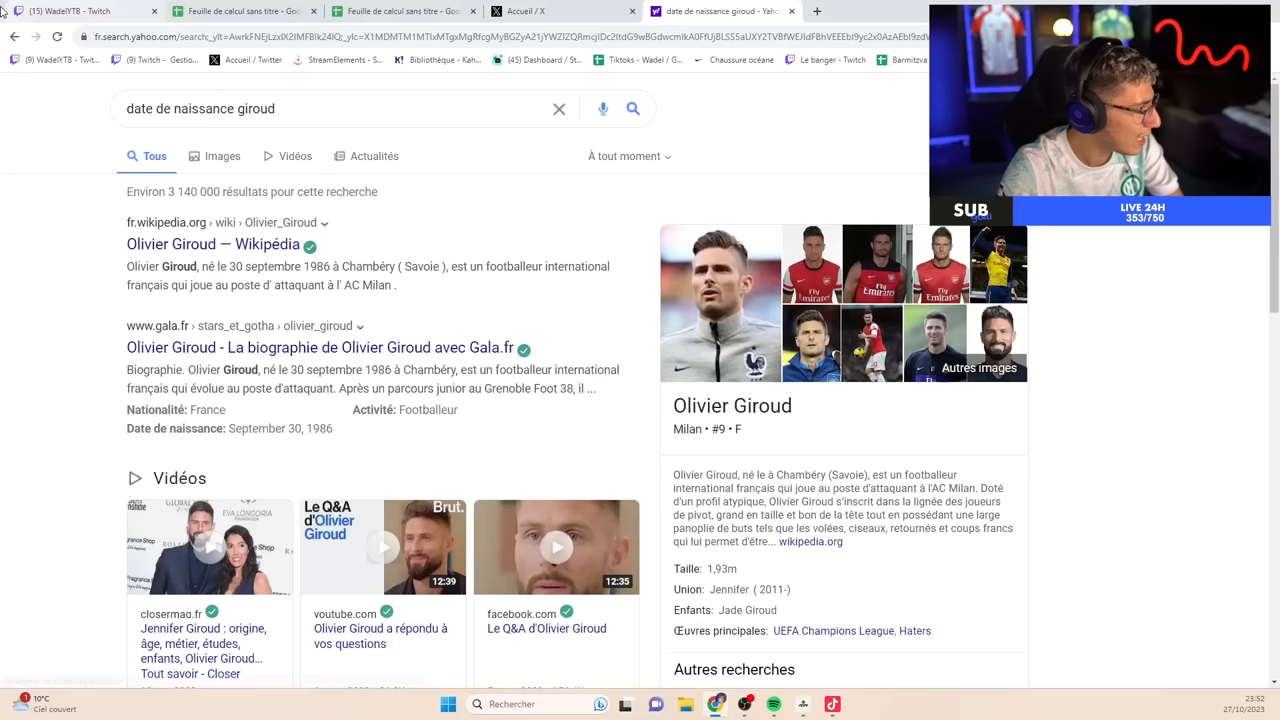 Feuille de calcul sans titre - G
Feuille de calcul sans titre - G
Accueil / X
date de naissance giroud - Yaho
fr.search.yahoo.com
(9) WadelYTB - Twit...
(9) Twitch - Gestio...
Accueil / Twitter
StreamElements - S...
Bibliothèque - Kah...
(45) Dashboard / St...
Tiktoks - Wadel / G...
Chaussure océane
Le banger - Twitch
Barmitzva
date de naissance giroud
Tous
Images
Vidéos
Actualités
À tout moment
Environ 3 140 000 résultats pour cette recherche
fr.wikipedia.org › wiki › Olivier_Giroud
Olivier Giroud — Wikipédia
Olivier Giroud, né le 30 septembre 1986 à Chambéry ( Savoie ), est un footballeur international
français qui joue au poste d' attaquant à l' AC Milan .
www.gala.fr › stars_et_gotha › olivier_giroud
Olivier Giroud - La biographie de Olivier Giroud avec Gala.fr
Biographie. Olivier Giroud, né le 30 septembre 1986 à Chambéry, est un footballeur international
français qui évolue au poste d'attaquant. Après un parcours junior au Grenoble Foot 38, il ...
Nationalité: France
Activité: Footballeur
Date de naissance: September 30, 1986
Vidéos
EVA LONGORIA
closermag.fr
Jennifer Giroud : origine,
âge, métier, études,
enfants, Olivier Giroud…
Tout savoir - Closer
Le Q&A
d'Olivier
Giroud
Brut.
12:39
youtube.com
Olivier Giroud a répondu à
vos questions
12:35
facebook.com
Le Q&A d'Olivier Giroud
SUB
goal
LIVE 24H
353/750
Fly
Emirates
Fly
Emirates
Fly
Emirates
Autres images
Olivier Giroud
Milan • #9 • F
Olivier Giroud, né le à Chambéry (Savoie), est un footballeur
international français qui joue au poste d'attaquant à l'AC Milan. Doté
d'un profil atypique, Olivier Giroud s'inscrit dans la lignée des joueurs
de pivot, grand en taille et bon de la tête tout en possédant une large
panoplie de buts tels que les volées, ciseaux, retournés et coups francs
qui lui permet d'être... wikipedia.org
Taille: 1,93m
Union: Jennifer ( 2011-)
Enfants: Jade Giroud
Œuvres principales: UEFA Champions League, Haters
Autres recherches
1
10°C
Ciel couvert
Rechercher
23:52
27/10/2023